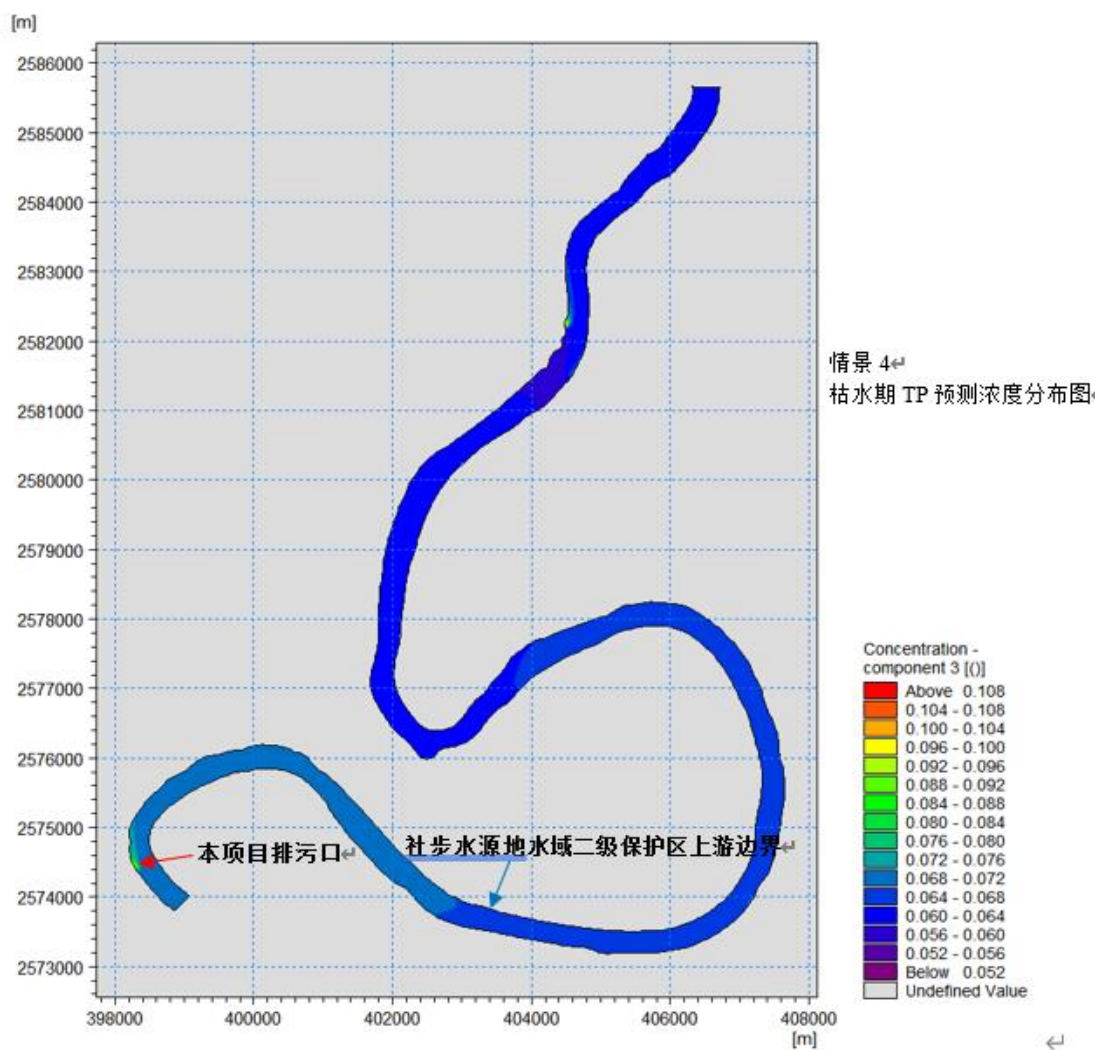 [m]
2586000
2585000
2584000
2583000
2582000
2581000
2580000
2579000
2578000
2577000
2576000
2575000
2574000
2573000
398000 400000 402000 404000 406000 408000
[m]
本项目排污口↵
社步水源地水域二级保护区上游边界↵
情景 4↵
枯水期 TP 预测浓度分布图↵
Concentration -
component 3 [()]
Above 0.108
0.104 - 0.108
0.100 - 0.104
0.096 - 0.100
0.092 - 0.096
0.088 - 0.092
0.084 - 0.088
0.080 - 0.084
0.076 - 0.080
0.072 - 0.076
0.068 - 0.072
0.064 - 0.068
0.060 - 0.064
0.056 - 0.060
0.052 - 0.056
Below 0.052
Undefined Value
↵